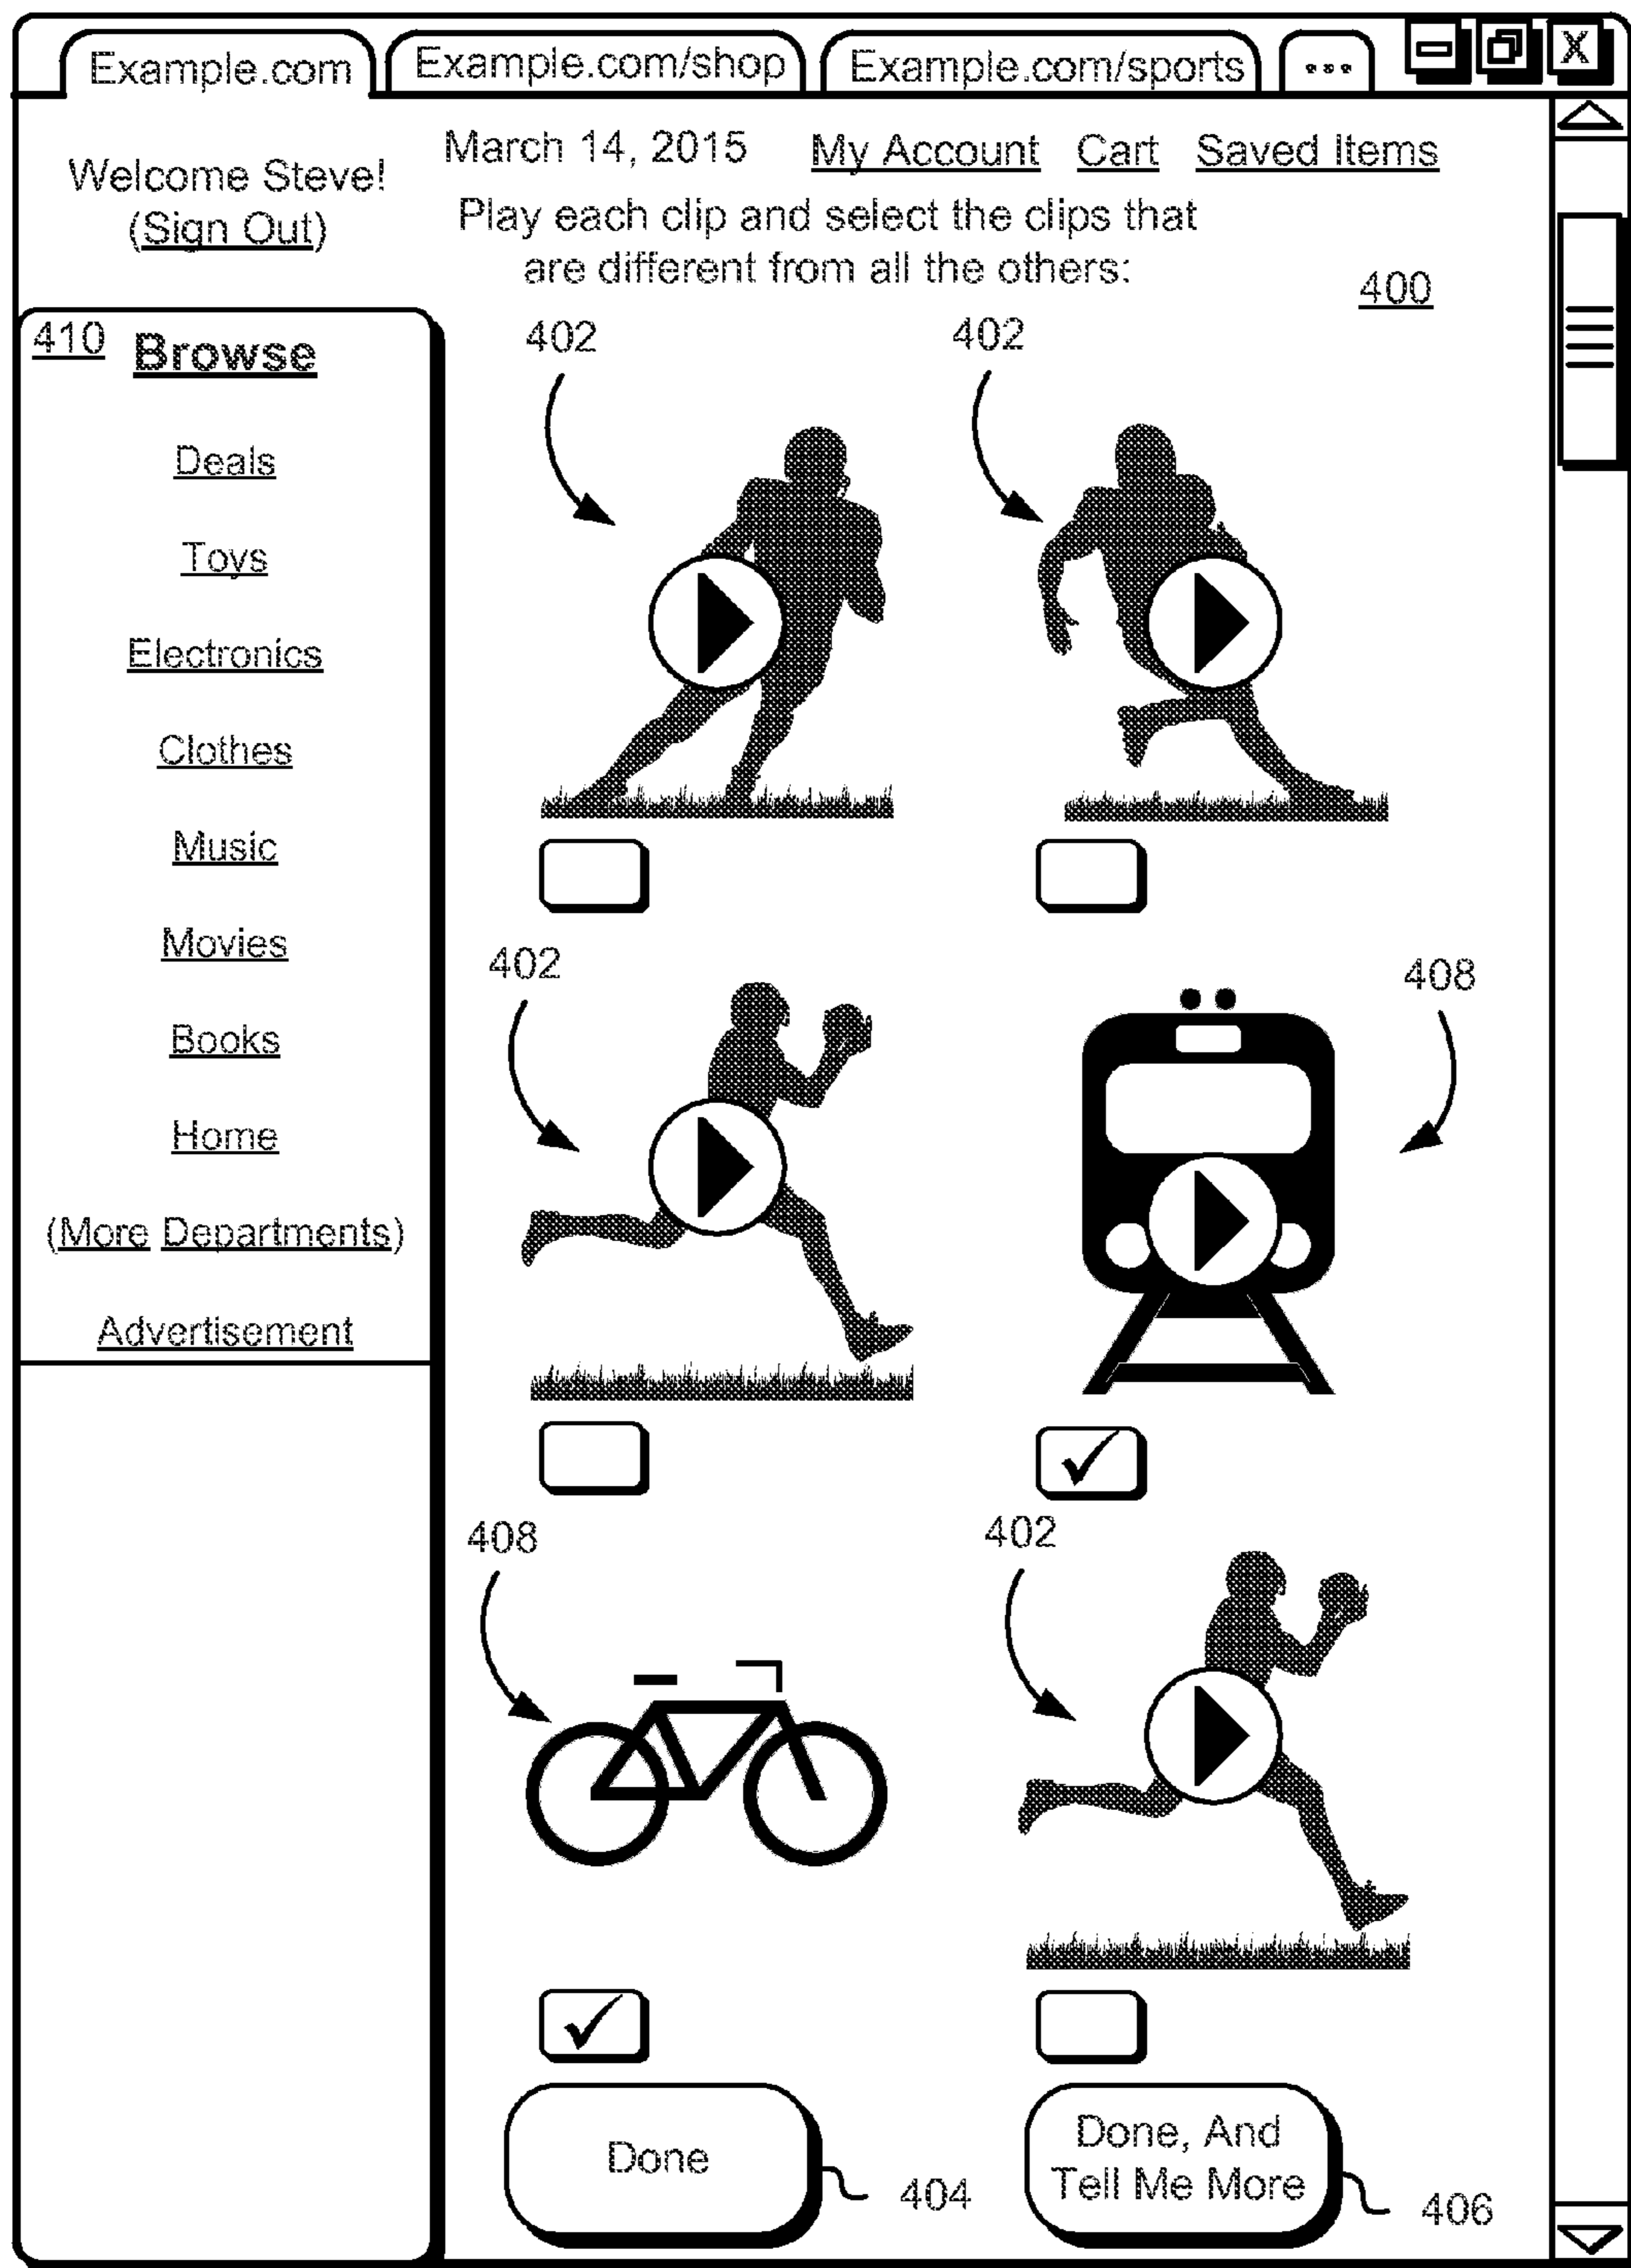 Example.com
Example.com/shop
Example.com/sports
...
X
Welcome Steve!
(Sign Out)
March 14, 2015
My Account
Cart
Saved Items
Play each clip and select the clips that
are different from all the others:
400
410
Browse
Deals
Toys
Electronics
Clothes
Music
Movies
Books
Home
(More Departments)
Advertisement
402
402
402
408
408
402
Done
404
Done, And
Tell Me More
406